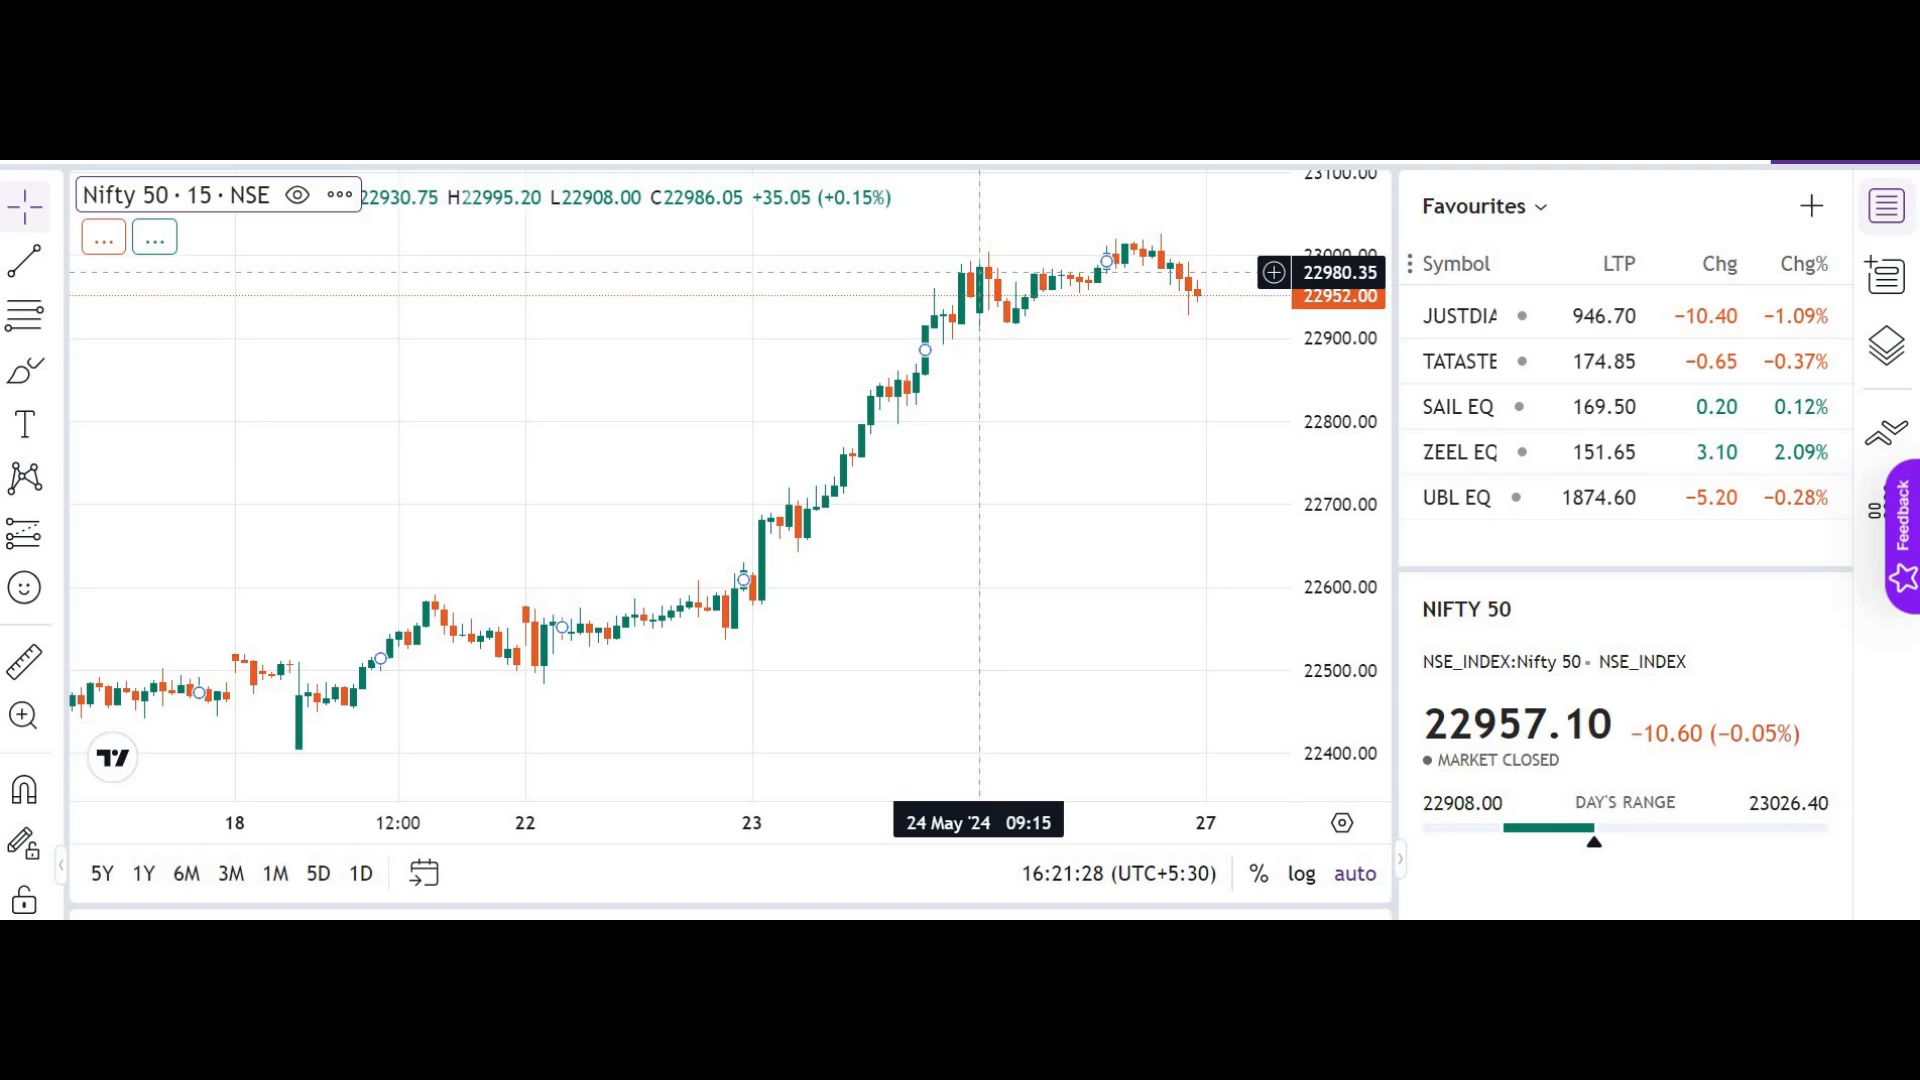 Nifty 50 · 15 · NSE
22930.75 H22995.20 L22908.00 C22986.05 +35.05 (+0.15%)
... ...
23100.00
23000.00
22980.35
22952.00
22900.00
22800.00
22700.00
22600.00
22500.00
22400.00
18 12:00 22 23 24 May '24 09:15 27
5Y 1Y 6M 3M 1M 5D 1D
16:21:28 (UTC+5:30) % log auto
Favourites
Symbol LTP Chg Chg%
JUSTDIA 946.70 −10.40 −1.09%
TATASTE 174.85 −0.65 −0.37%
SAIL EQ 169.50 0.20 0.12%
ZEEL EQ 151.65 3.10 2.09%
UBL EQ 1874.60 −5.20 −0.28%
NIFTY 50
NSE_INDEX:Nifty 50 • NSE_INDEX
22957.10 −10.60 (−0.05%)
MARKET CLOSED
22908.00 DAY'S RANGE 23026.40
Feedback